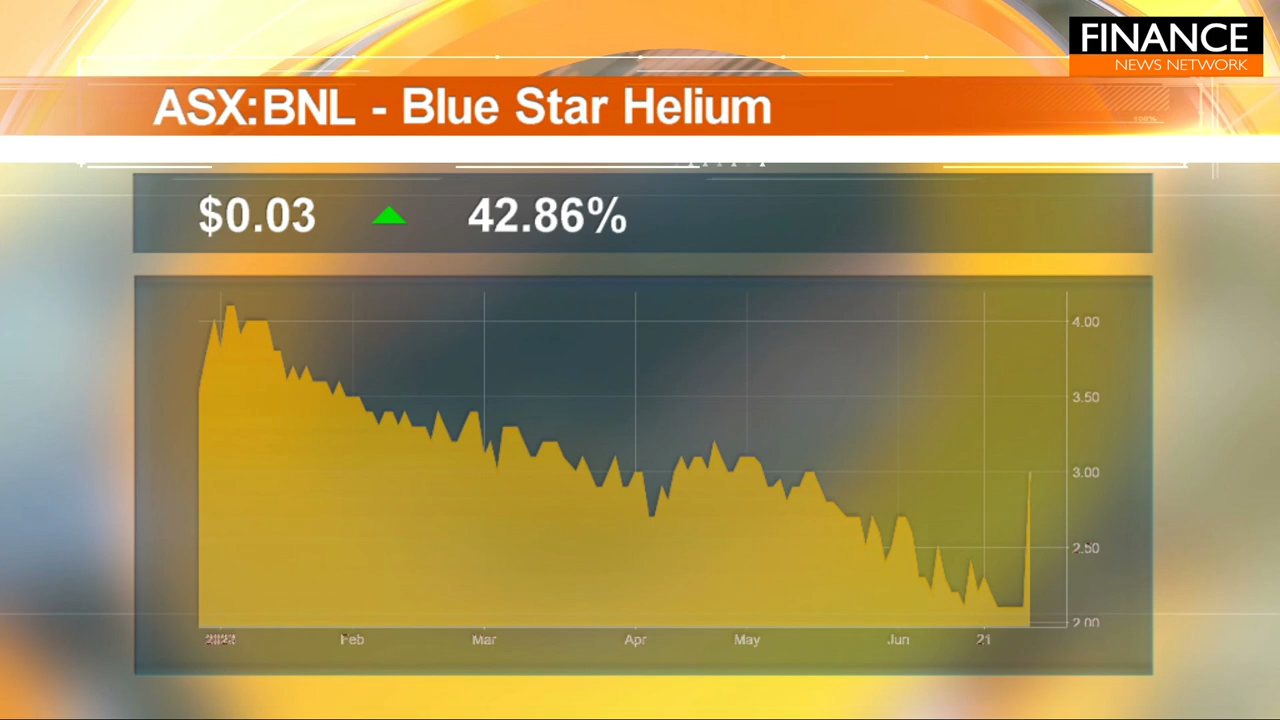 FINANCE
NEWS NETWORK
ASX:BNL - Blue Star Helium
100%
$0.03 42.86%
4.00
3.50
3.00
2.50
2.00
Feb Mar Apr May Jun 21